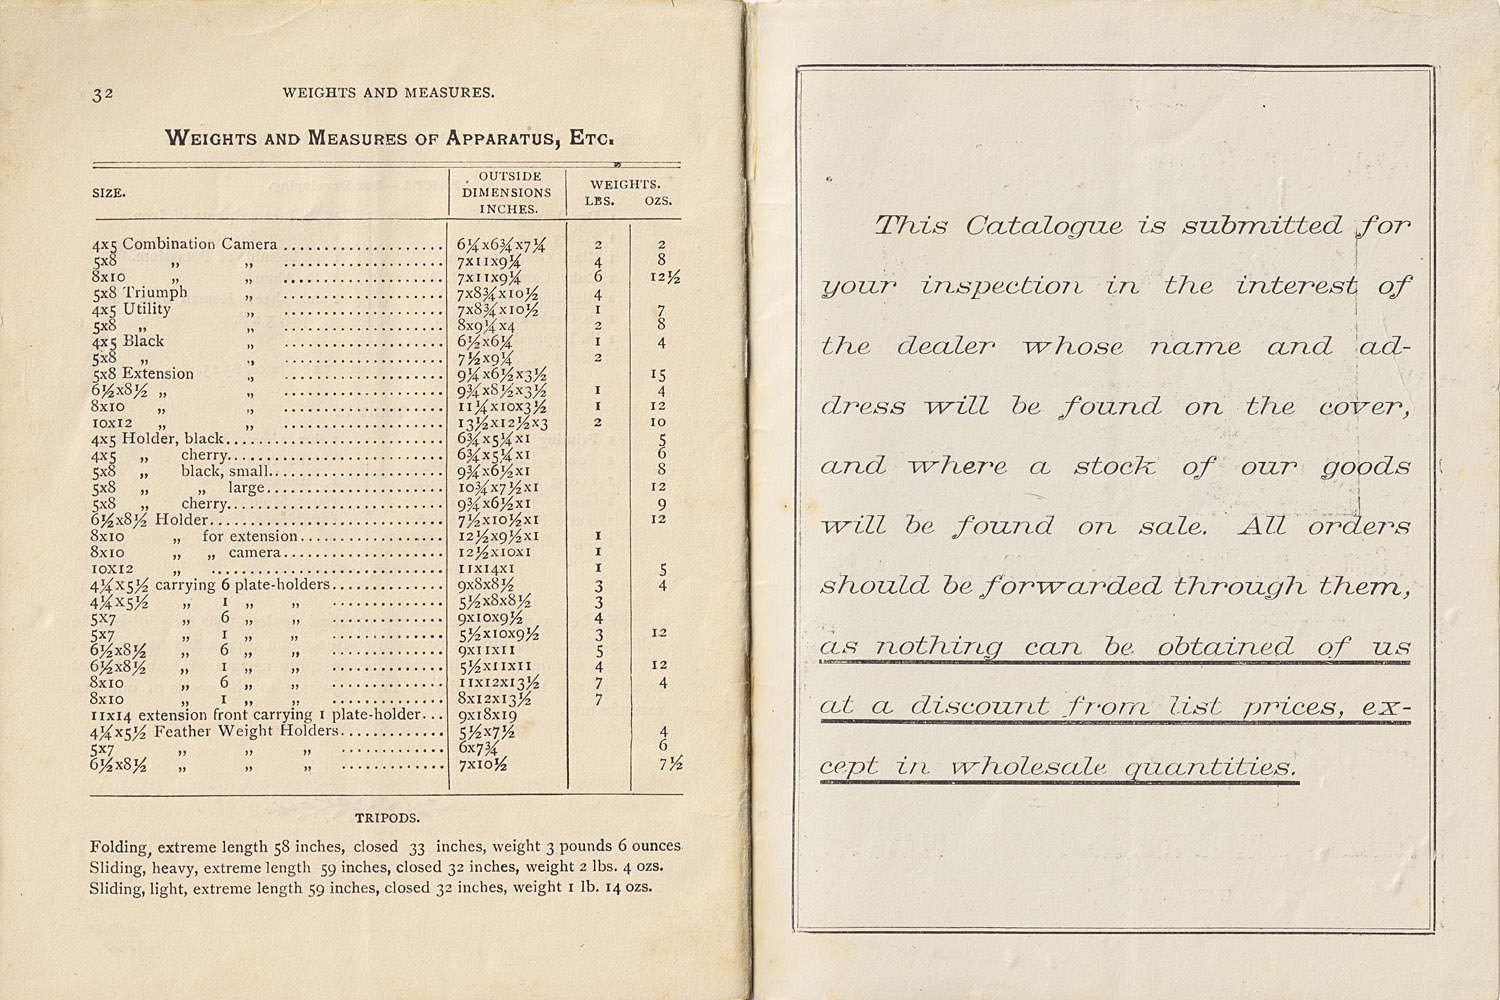 32 WEIGHTS AND MEASURES.
WEIGHTS AND MEASURES OF APPARATUS, ETC.
SIZE. OUTSIDE DIMENSIONS INCHES. WEIGHTS. LBS. OZS.
4x5 Combination Camera .................... 6¼x6¾x7¼ 2 2
5x8 „ „ .................... 7x11x9¼ 4 8
8x10 „ „ .................... 7x11x9¼ 6 12½
5x8 Triumph „ .................... 7x8¾x10½ 4
4x5 Utility „ .................... 7x8¾x10½ 1 7
5x8 „ „ .................... 8x9¼x4 2 8
4x5 Black „ .................... 6½x6¼ 1 4
5x8 „ „ .................... 7½x9¼ 2
5x8 Extension „ .................... 9¼x6½x3½ 15
6½x8½ „ „ .................... 9¾x8½x3½ 1 4
8x10 „ „ .................... 11¼x10x3½ 1 12
10x12 „ „ .................... 13½x12½x3 2 10
4x5 Holder, black........................... 6¾x5¼x1 5
4x5 „ cherry........................... 6¾x5¼x1 6
5x8 „ black, small...................... 9¾x6½x1 8
5x8 „ „ large....................... 10¾x7½x1 12
5x8 „ cherry........................... 9¾x6½x1 9
6½x8½ Holder............................. 7½x10½x1 12
8x10 „ for extension.................. 12½x9½x1 1
8x10 „ „ camera.................... 12½x10x1 1
10x12 „ ............................. 11x14x1 1 5
4¼x5½ carrying 6 plate-holders.............. 9x8x8½ 3 4
4¼x5½ „ 1 „ „ .............. 5½x8x8½ 3
5x7 „ 6 „ „ .............. 9x10x9½ 4
5x7 „ 1 „ „ .............. 5½x10x9½ 3 12
6½x8½ „ 6 „ „ .............. 9x11x11 5
6½x8½ „ 1 „ „ .............. 5½x11x11 4 12
8x10 „ 6 „ „ .............. 11x12x13½ 7 4
8x10 „ 1 „ „ .............. 8x12x13½ 7
11x14 extension front carrying 1 plate-holder... 9x18x19
4¼x5½ Feather Weight Holders............. 5½x7½ 4
5x7 „ „ „ ............. 6x7¾ 6
6½x8½ „ „ „ ............. 7x10½ 7½
TRIPODS.
Folding, extreme length 58 inches, closed 33 inches, weight 3 pounds 6 ounces.
Sliding, heavy, extreme length 59 inches, closed 32 inches, weight 2 lbs. 4 ozs.
Sliding, light, extreme length 59 inches, closed 32 inches, weight 1 lb. 14 ozs.
This Catalogue is submitted for
your inspection in the interest of
the dealer whose name and ad-
dress will be found on the cover,
and where a stock of our goods
will be found on sale. All orders
should be forwarded through them,
as nothing can be obtained of us
at a discount from list prices, ex-
cept in wholesale quantities.